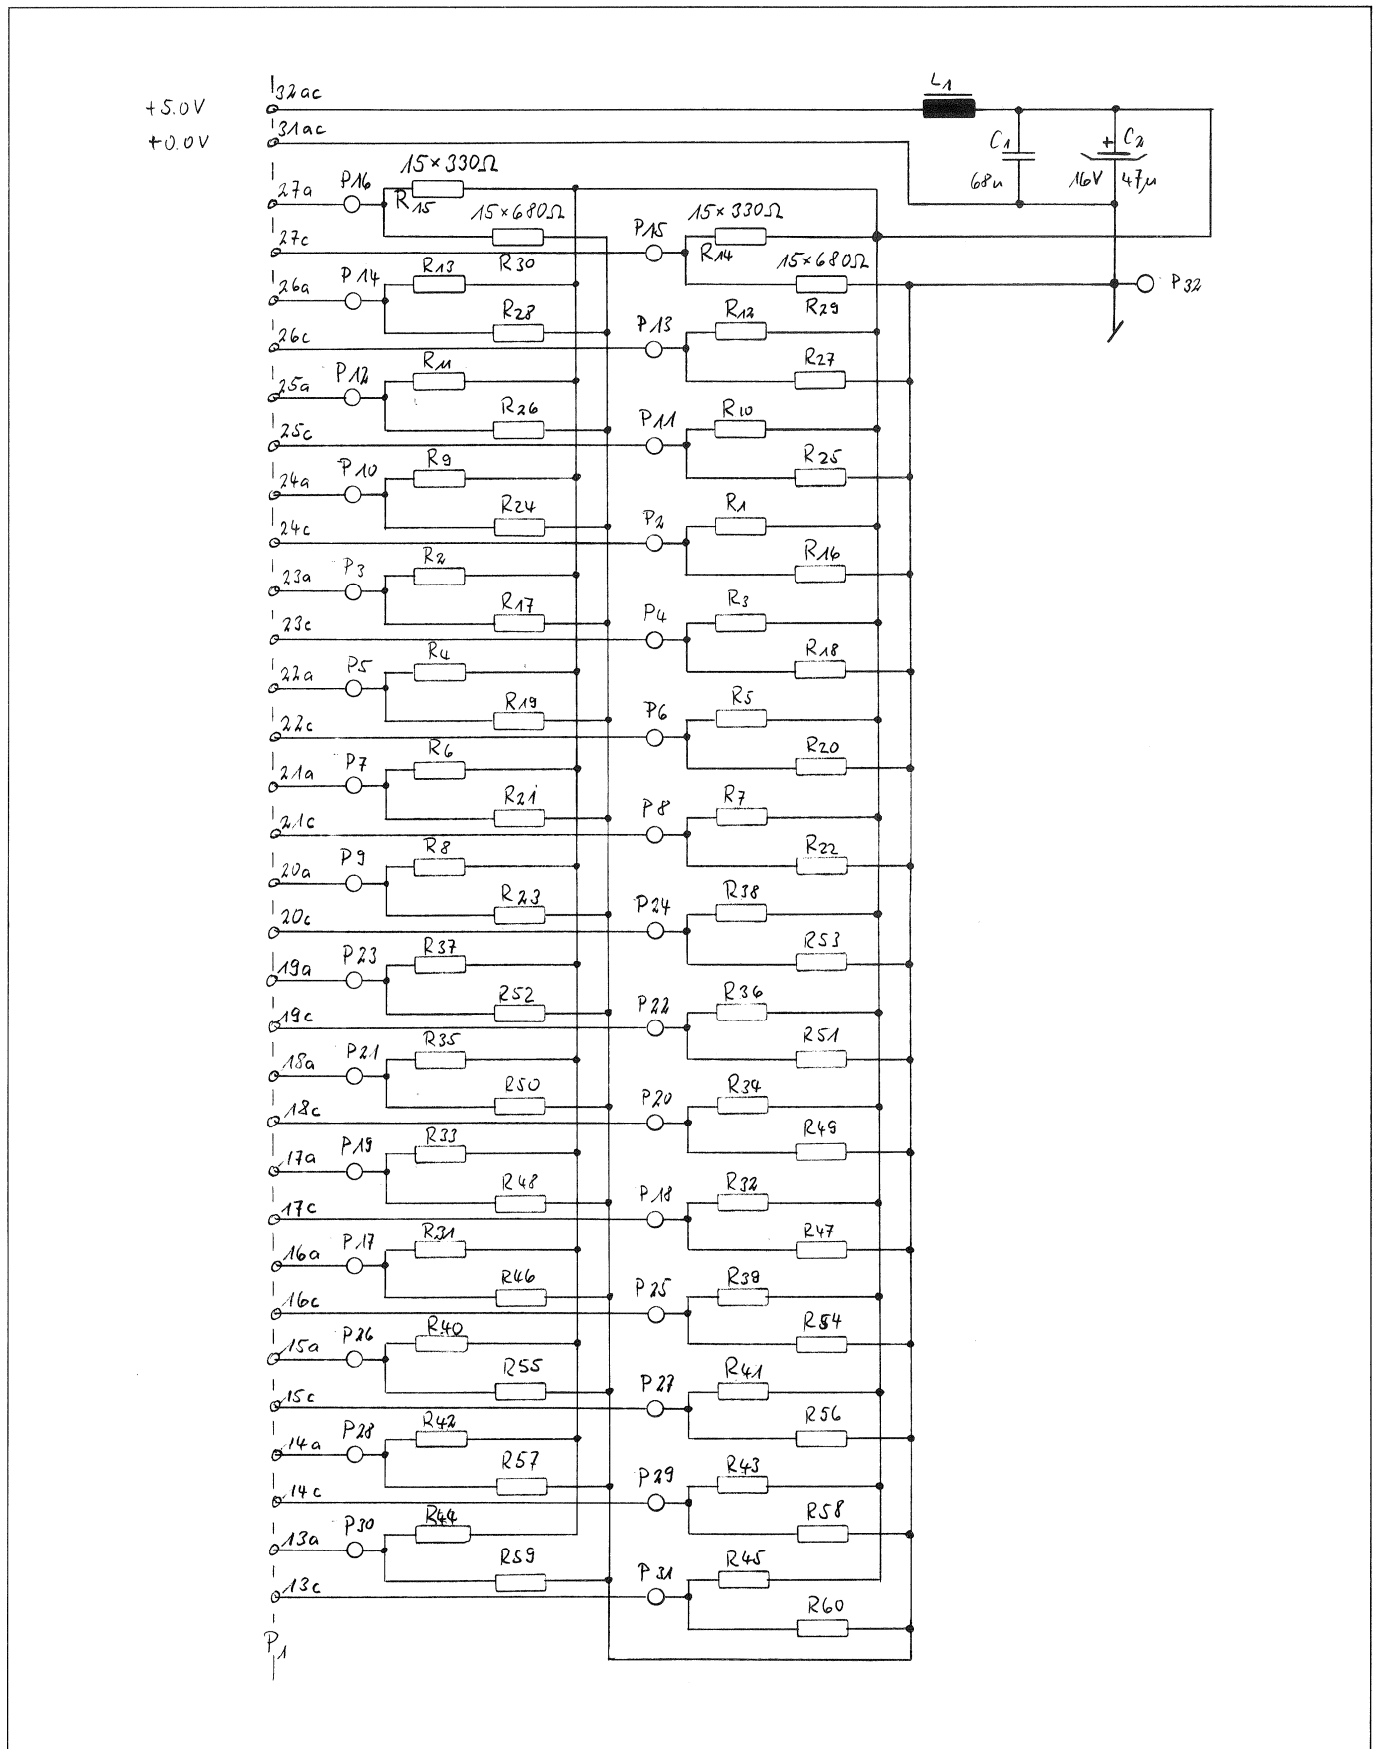 32ac
L1
+5.0V
31ac
+0.0V
C1
+ C2
68n
16V 47µ
15×330Ω
27a P16
R15
15×680Ω
15×330Ω
27c
P15
R14
R13 R30
15×680Ω
26a P14
P32
R28
R12 R29
26c
P13
R11
R27
25a P12
R26
R10
25c
P11
R9
R25
24a P10
R24
R1
24c
P2
R2
R16
23a P3
R17
R3
23c
P4
R4
R18
22a P5
R19
R5
22c
P6
R6
R20
21a P7
R21
R7
21c
P8
R8
R22
20a P9
R23
R38
20c
P24
R37
R53
19a P23
R52
R36
19c
P22
R35
R51
18a P21
R50
R34
18c
P20
R33
R49
17a P19
R48
R32
17c
P18
R31
R47
16a P17
R46
R39
16c
P25
R40
R54
15a P26
R55
R41
15c
P27
R42
R56
14a P28
R57
R43
14c
P29
R44
R58
13a P30
R59
R45
13c
P31
R60
P1